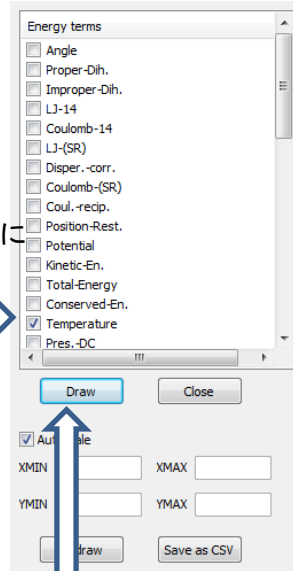 Energy terms
Angle
Proper-Dih.
Improper-Dih.
LJ-14
Coulomb-14
LJ-(SR)
Disper.-corr.
Coulomb-(SR)
Coul.-recip.
Position-Rest.
Potential
Kinetic-En.
Total-Energy
Conserved-En.
Temperature
Pres.-DC
Draw Close
XMIN XMAX
YMIN YMAX
Save as CSV